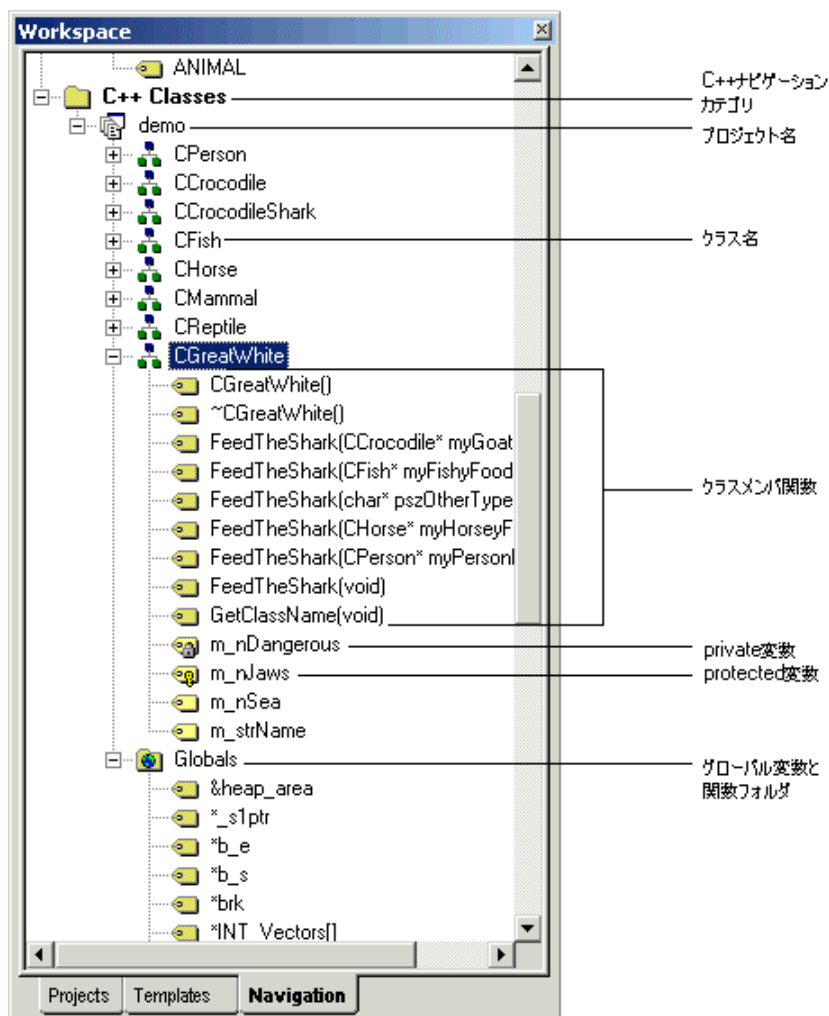 Workspace
ANIMAL
C++ Classes
C++ナビゲーション
カテゴリ
demo
プロジェクト名
CPerson
CCrocodile
CCrocodileShark
CFish
クラス名
CHorse
CMammal
CReptile
CGreatWhite
CGreatWhite()
~CGreatWhite()
FeedTheShark(CCrocodile* myGoat
FeedTheShark(CFish* myFishyFood
FeedTheShark(char* pszOtherType
クラスメンバ関数
FeedTheShark(CHorse* myHorseyF
FeedTheShark(CPerson* myPersonI
FeedTheShark(void)
GetClassName(void)
m_nDangerous
private変数
m_nJaws
protected変数
m_nSea
m_strName
Globals
グローバル変数と
関数フォルダ
&heap_area
*_s1ptr
*b_e
*b_s
*brk
*INT_Vectors[]
Projects
Templates
Navigation